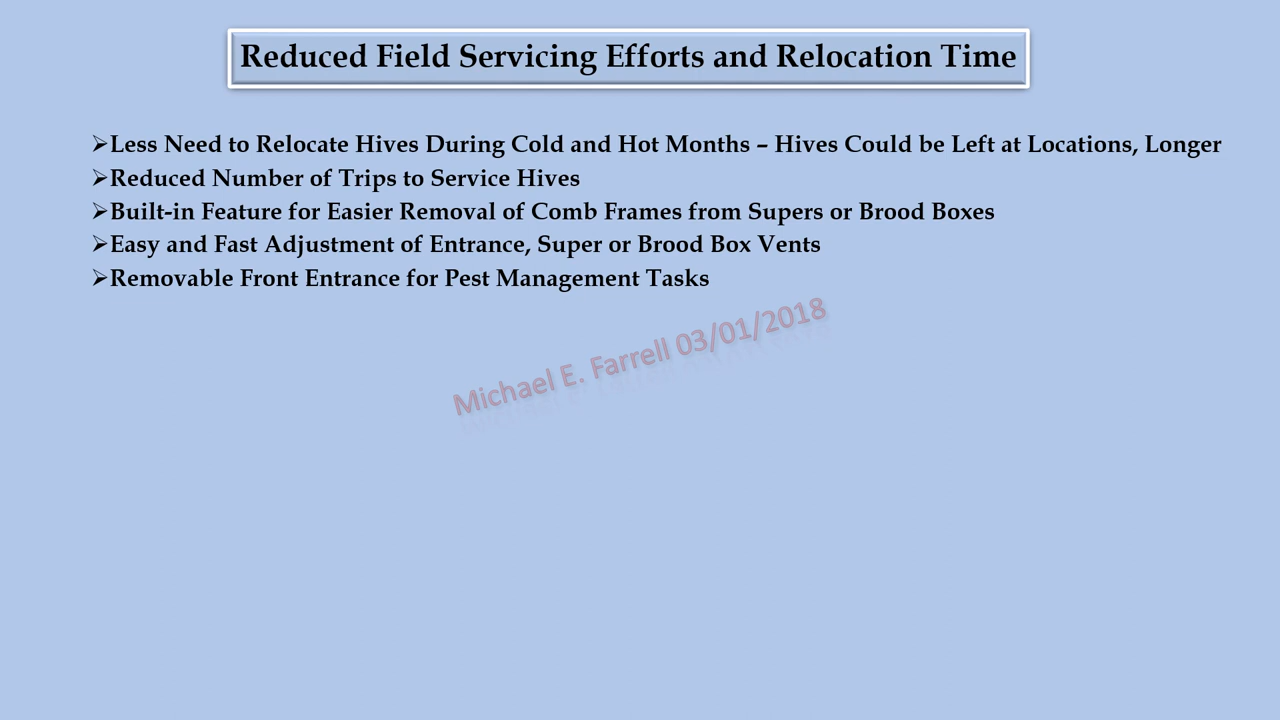 Reduced Field Servicing Efforts and Relocation Time
➢Less Need to Relocate Hives During Cold and Hot Months – Hives Could be Left at Locations, Longer
➢Reduced Number of Trips to Service Hives
➢Built-in Feature for Easier Removal of Comb Frames from Supers or Brood Boxes
➢Easy and Fast Adjustment of Entrance, Super or Brood Box Vents
➢Removable Front Entrance for Pest Management Tasks
Michael E. Farrell 03/01/2018